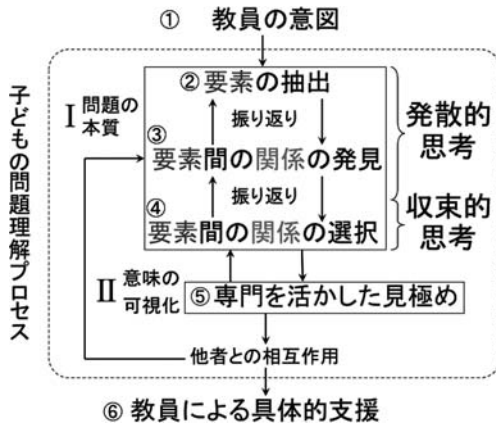 ① 教員の意図
子どもの問題理解プロセス
Ⅰ 問題の
本質
② 要素の抽出
振り返り
③
要素間の関係の発見
振り返り
④
要素間の関係の選択
発散的
思考
収束的
思考
Ⅱ 意味の
可視化
⑤ 専門を活かした見極め
他者との相互作用
⑥ 教員による具体的支援